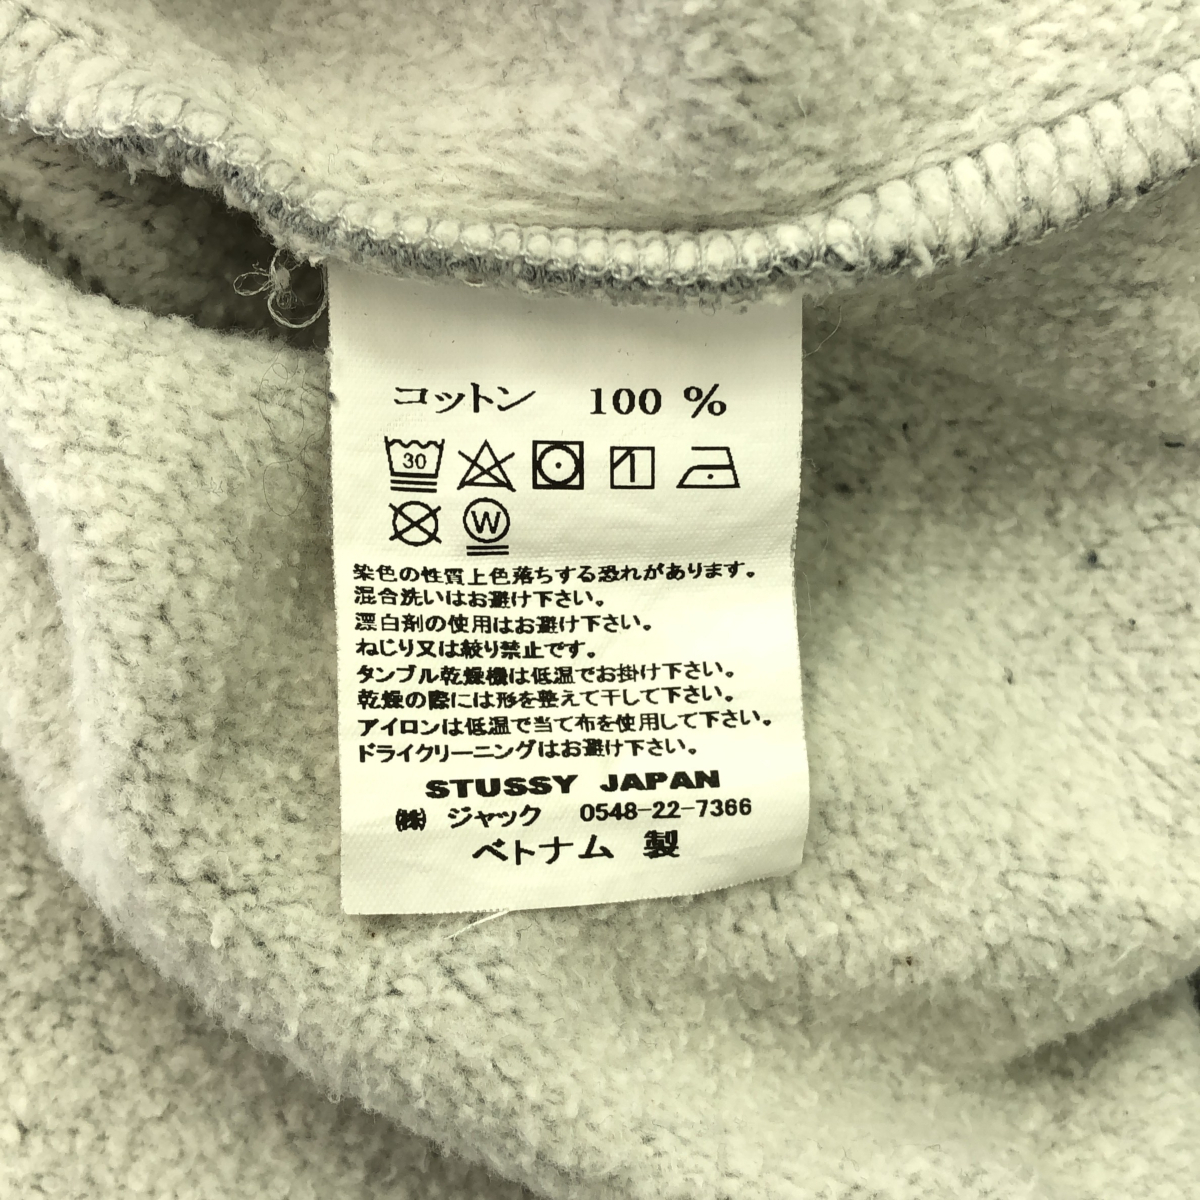 コットン 100 %
30
W
染色の性質上色落ちする恐れがあります。
混合洗いはお避け下さい。
漂白剤の使用はお避け下さい。
ねじり又は絞り禁止です。
タンブル乾燥機は低温でお掛け下さい。
乾燥の際には形を整えて干して下さい。
アイロンは低温で当て布を使用して下さい。
ドライクリーニングはお避け下さい。
STUSSY JAPAN
㈱ ジャック 0548-22-7366
ベトナム 製